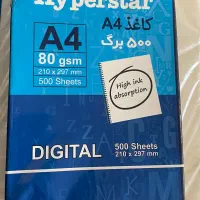 Hyperstar
کاغذ A4
۵۰۰ برگ
A4
80 gsm
210 x 297 mm
500 Sheets
High ink
absorption
DIGITAL
500 Sheets
210 x 297 mm